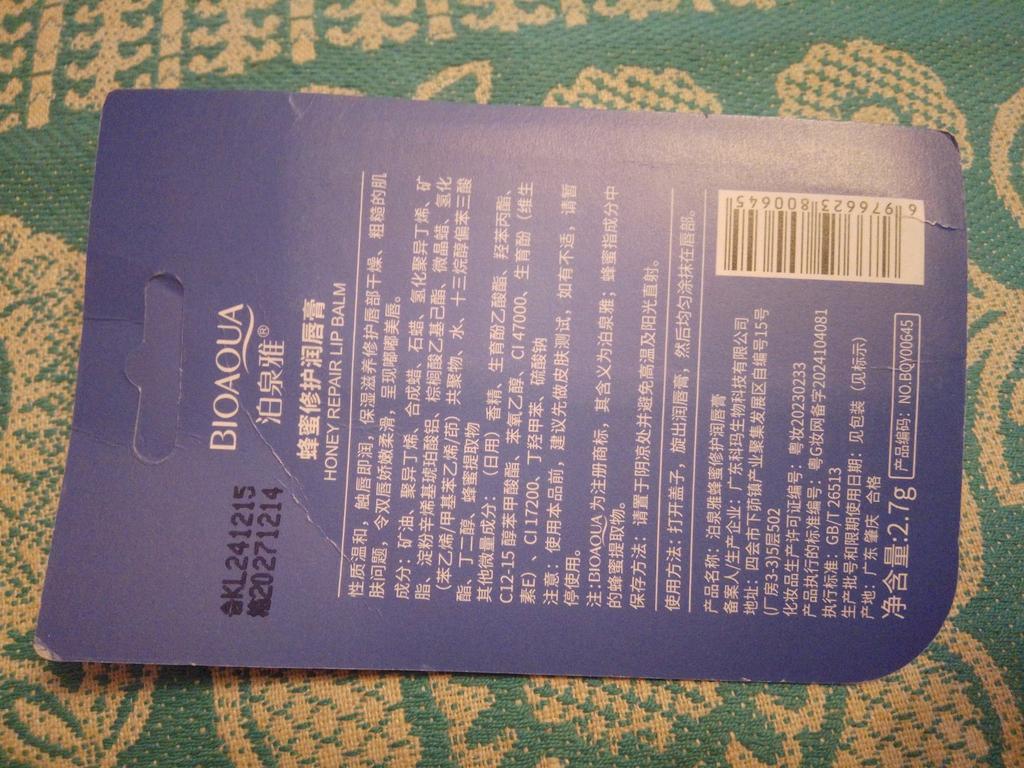 KL241215
20271214
BIOAQUA
泊泉雅®
蜂蜜修护润唇膏
HONEY REPAIR LIP BALM
性质温和，触唇即润，保湿滋养修护唇部干燥、粗糙的肌
肤问题，令双唇娇嫩柔滑，呈现嘟嘟美唇。
成分：矿油、聚异丁烯、合成蜡、石蜡、氢化聚异丁烯、矿
脂、淀粉辛烯基琥珀酸铝、棕榈酸乙基己酯、微晶蜡、氢化
（苯乙烯/甲基苯乙烯/茚）共聚物、水、十三烷醇偏苯三酸
酯、丁二醇、蜂蜜提取物
其他微量成分：（日用）香精、生育酚乙酸酯、羟苯丙酯、
C12-15 醇苯甲酸酯、苯氧乙醇、CI 47000、生育酚（维生
素E）、CI 17200、丁羟甲苯、硫酸钠
注意：使用本品前，建议先做皮肤测试，如有不适，请暂
停使用。
注：BIOAQUA为注册商标，其含义为泊泉雅；蜂蜜指成分中
的蜂蜜提取物。
保存方法：请置于阴凉处并避免高温及阳光直射。
使用方法：打开盖子，旋出润唇膏，然后均匀涂抹在唇部。
产品名称：泊泉雅蜂蜜修护润唇膏
备案人/生产企业：广东科玛生物科技有限公司
地址：四会市下茆镇产业聚集发展区自编号15号
(厂房3-3)5层502
化妆品生产许可证编号：粤妆20230233
产品执行的标准编号：粤G妆网备字2024104081
执行标准：GB/T 26513
生产批号和限期使用日期：见包装（见标示）
产地：广东 肇庆 合格
净含量:2.7g
产品编码：NO.BQY00645
6 976623 800645